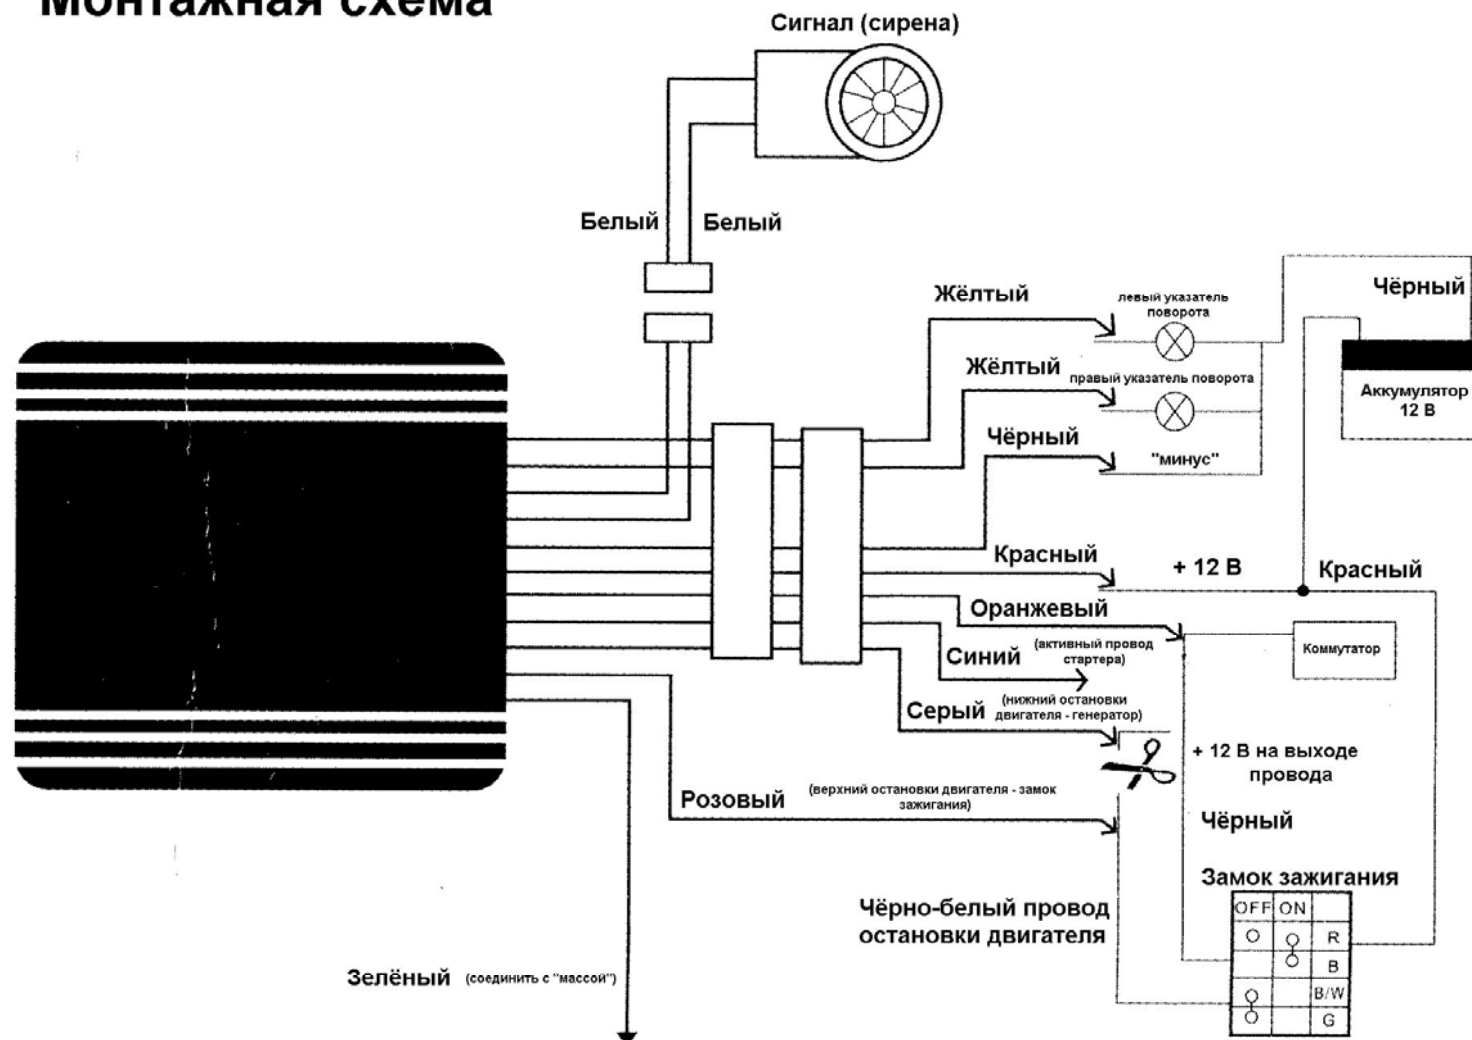 Монтажная схема
Сигнал (сирена)
Белый
Белый
Жёлтый
левый указатель
поворота
Чёрный
Жёлтый
правый указатель поворота
Аккумулятор
12 В
Чёрный
"минус"
Красный
+ 12 В
Красный
Оранжевый
Синий
(активный провод
стартера)
Коммутатор
Серый
(нижний остановки
двигателя - генератор)
+ 12 В на выходе
провода
Розовый
(верхний остановки двигателя - замок
зажигания)
Чёрный
Замок зажигания
Чёрно-белый провод
остановки двигателя
OFF ON
R
B
B/W
G
Зелёный (соединить с "массой")